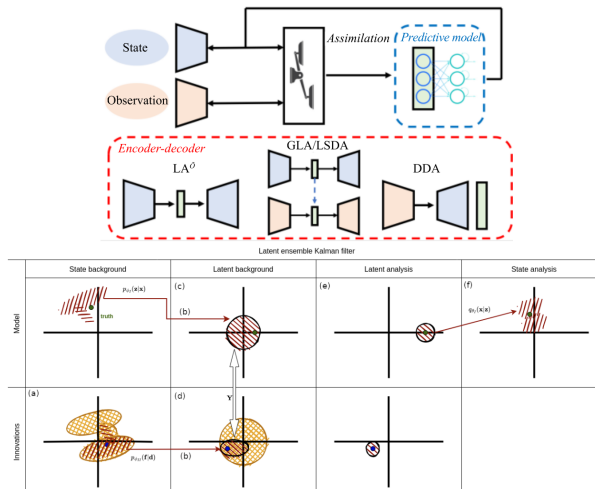 State
Observation
Assimilation
Predictive model
Encoder-decoder
GLA/LSDA
LA
DDA
Latent ensemble Kalman filter
State background
Latent background
Latent analysis
State analysis
Model
truth
(c)
(b)
(e)
(f)
Innovations
(a)
(d)
Y
(b)